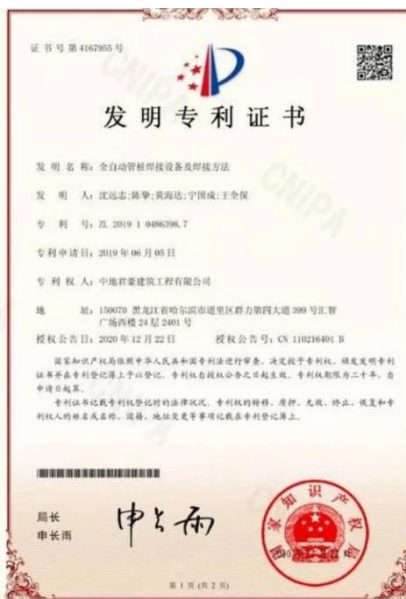 证书号第4167955号
发明专利证书
发明名称：全自动管桩焊接设备及焊接方法
发明人：沈远志;陈挚;黄海达;宁国成;王全保
专利号：ZL 2019 1 0486398.7
专利申请日：2019年06月05日
专利权人：中地君豪建筑工程有限公司
地址：150070 黑龙江省哈尔滨市道里区群力第四大道399号汇智
广场西楼24层2401号
授权公告日：2020年12月22日 授权公告号：CN 110216401 B
国家知识产权局依照中华人民共和国专利法进行审查，决定授予专利权，颁发发明专利
证书并在专利登记簿上予以登记。专利权自授权公告之日起生效。专利权期限为二十年，自
申请日起算。
专利证书记载专利权登记时的法律状况。专利权的转移、质押、无效、终止、恢复和专利
权人的姓名或名称、国籍、地址变更等事项记载在专利登记簿上。
局长
申长雨
申长雨
国家知识产权局
第1页(共2页)
CNIPA
CNIPA